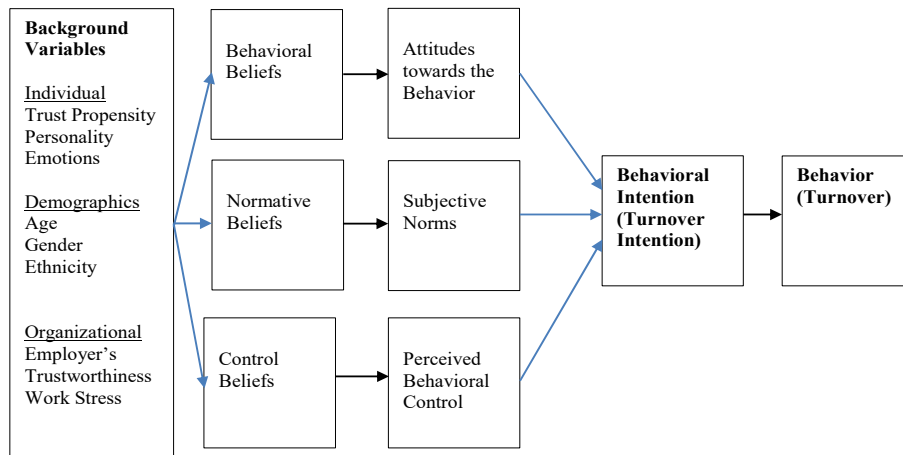 Background
Variables
Individual
Trust Propensity
Personality
Emotions
Demographics
Age
Gender
Ethnicity
Organizational
Employer's
Trustworthiness
Work Stress
Behavioral
Beliefs
Normative
Beliefs
Control
Beliefs
Attitudes
towards the
Behavior
Subjective
Norms
Perceived
Behavioral
Control
Behavioral
Intention
(Turnover
Intention)
Behavior
(Turnover)